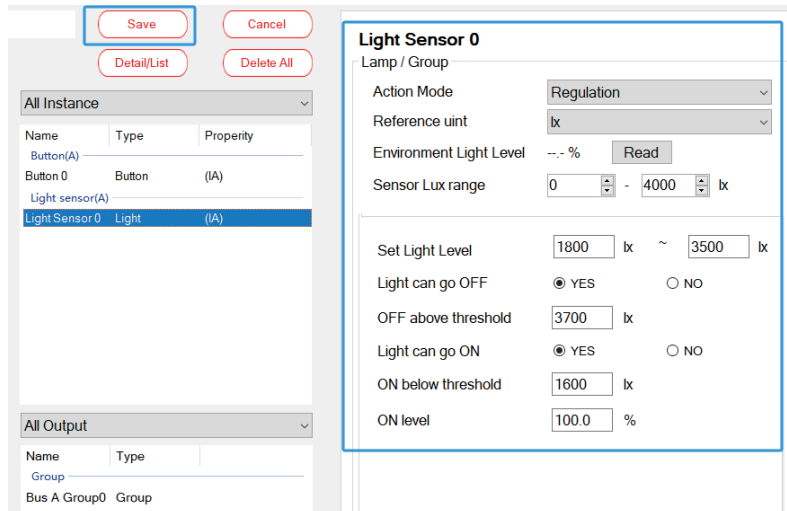 Save
Cancel
Detail/List
Delete All
All Instance
Name Type Properity
Button(A)
Button 0 Button (IA)
Light sensor(A)
Light Sensor 0 Light (IA)
All Output
Name Type
Group
Bus A Group0 Group
Light Sensor 0
Lamp / Group
Action Mode Regulation
Reference uint lx
Environment Light Level --.- % Read
Sensor Lux range 0 - 4000 lx
Set Light Level 1800 lx ~ 3500 lx
Light can go OFF YES NO
OFF above threshold 3700 lx
Light can go ON YES NO
ON below threshold 1600 lx
ON level 100.0 %